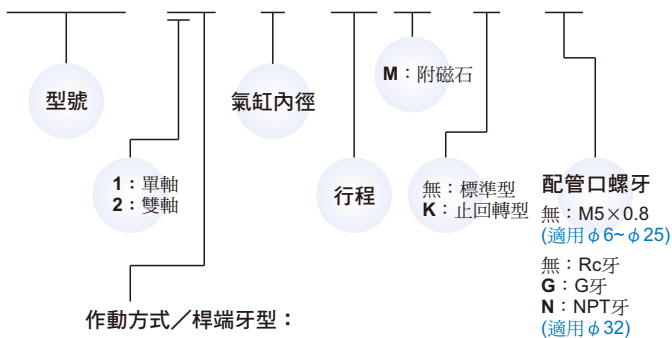 M：附磁石
型號
氣缸內徑
1：單軸
2：雙軸
行程
無：標準型
K：止回轉型
配管口螺牙
無：M5×0.8
(適用φ6~φ25)
無：Rc牙
G：G牙
N：NPT牙
(適用φ32)
作動方式／桿端牙型：